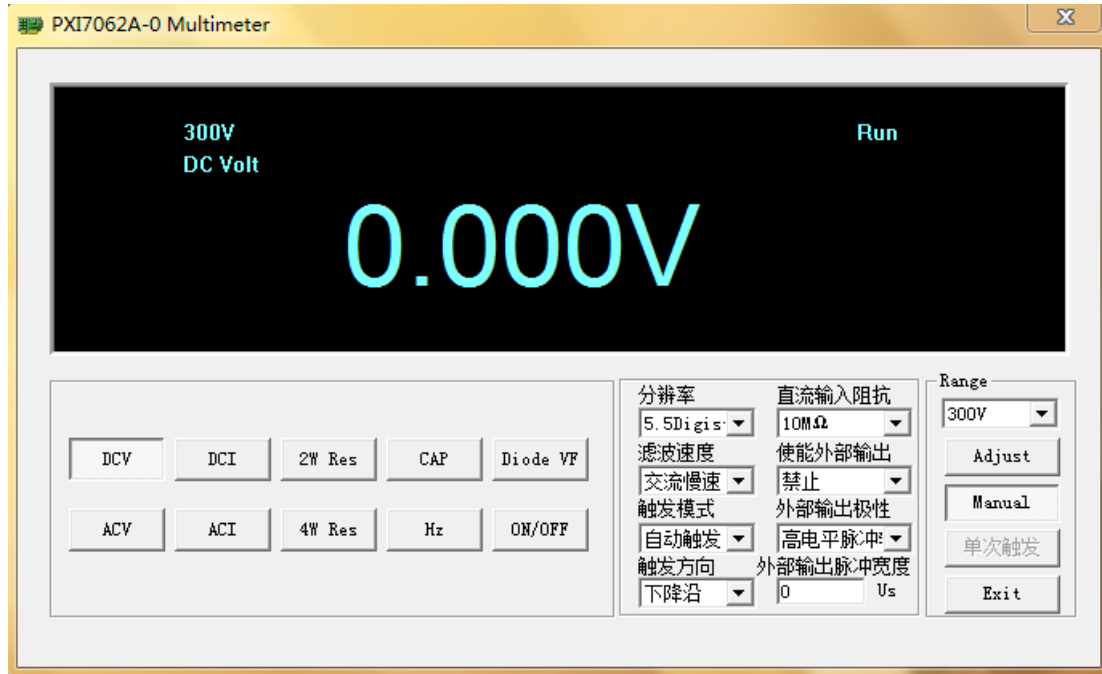 PXI7062A-0 Multimeter
300V
Run
DC Volt
0.000V
DCV
DCI
2W Res
CAP
Diode VF
ACV
ACI
4W Res
Hz
ON/OFF
分辨率
直流输入阻抗
5.5Digis
10MΩ
滤波速度
使能外部输出
交流慢速
禁止
触发模式
外部输出极性
自动触发
高电平脉冲
触发方向
外部输出脉冲宽度
下降沿
0
Us
Range
300V
Adjust
Manual
单次触发
Exit